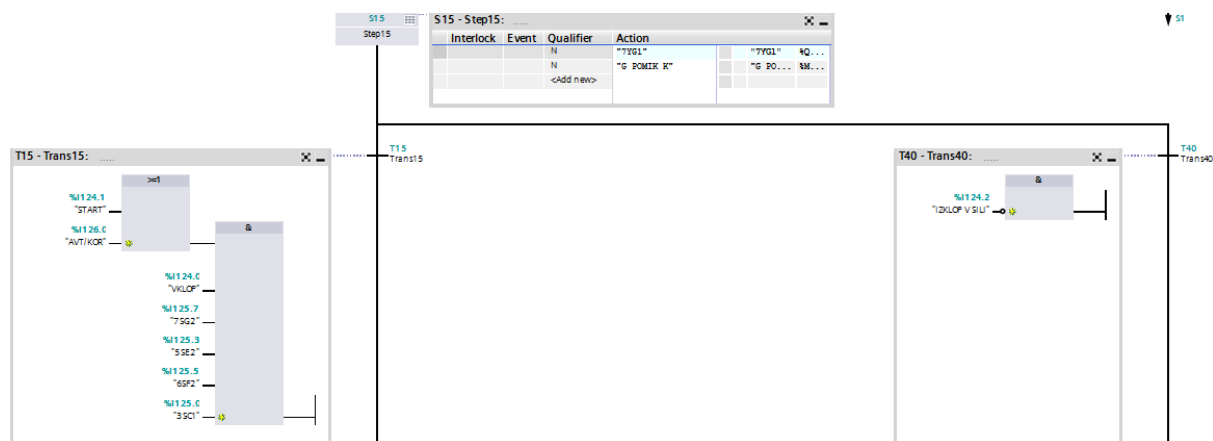 S15
Step15
S15 - Step15: .....
Interlock Event Qualifier Action
N "7YG1" "7YG1" %Q...
N "G POMIK K" "G PO... %M...
<Add new>
S1
T15 - Trans15: .....
T15
Trans15
>=1
%I124.1
"START"
%I126.0
"AVT/KOR"
&
%I124.0
"VKLOP"
%I125.7
"7SG2"
%I125.3
"5SE2"
%I125.5
"6SF2"
%I125.0
"3SC1"
T40 - Trans40: .....
T40
Trans40
&
%I124.2
"IZKLOP V SILI"